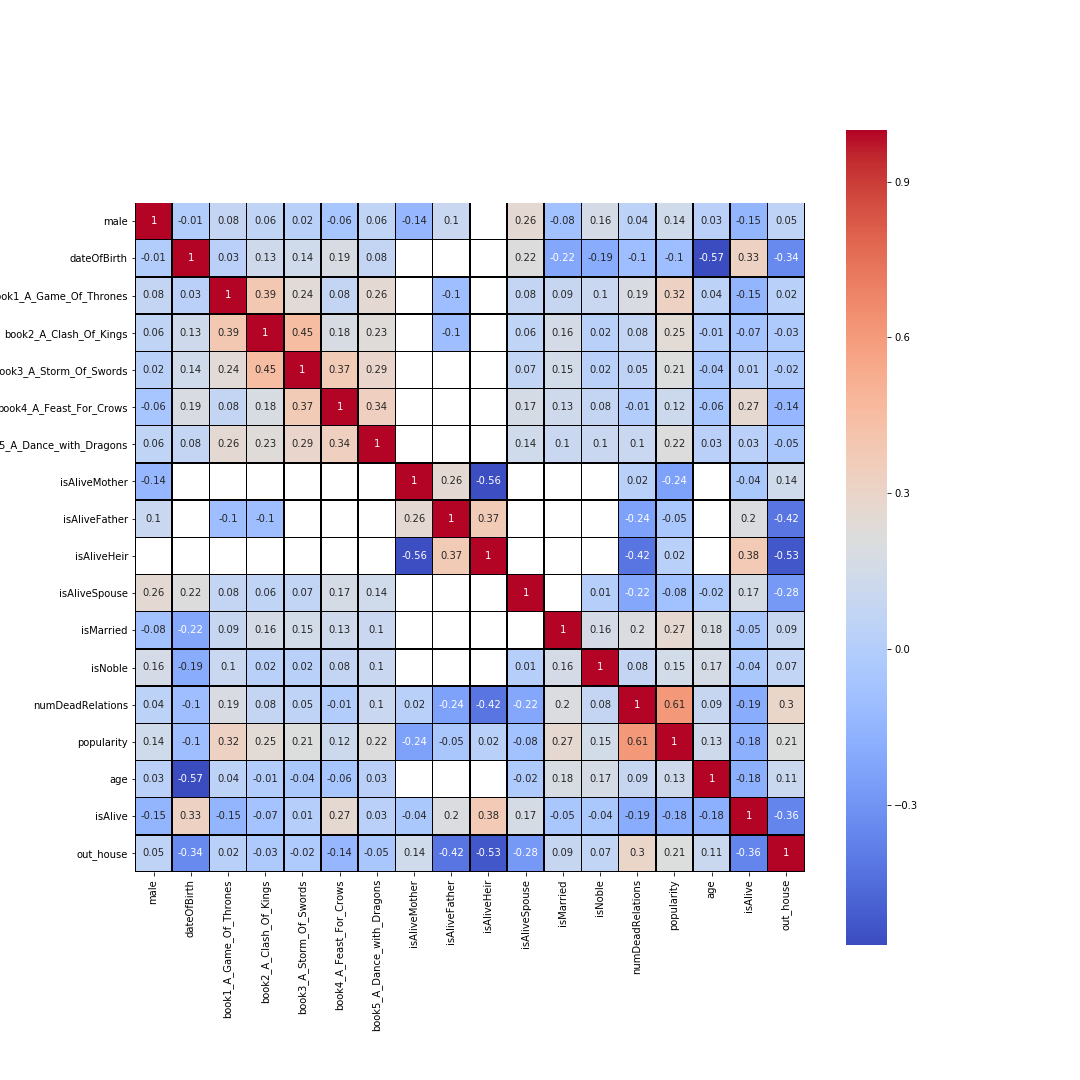 male 1 -0.01 0.08 0.06 0.02 -0.06 0.06 -0.14 0.1 0.26 -0.08 0.16 0.04 0.14 0.03 -0.15 0.05
dateOfBirth -0.01 1 0.03 0.13 0.14 0.19 0.08 0.22 -0.22 -0.19 -0.1 -0.1 -0.57 0.33 -0.34
ok1_A_Game_Of_Thrones 0.08 0.03 1 0.39 0.24 0.08 0.26 -0.1 0.08 0.09 0.1 0.19 0.32 0.04 -0.15 0.02
book2_A_Clash_Of_Kings 0.06 0.13 0.39 1 0.45 0.18 0.23 -0.1 0.06 0.16 0.02 0.08 0.25 -0.01 -0.07 -0.03
ook3_A_Storm_Of_Swords 0.02 0.14 0.24 0.45 1 0.37 0.29 0.07 0.15 0.02 0.05 0.21 -0.04 0.01 -0.02
book4_A_Feast_For_Crows -0.06 0.19 0.08 0.18 0.37 1 0.34 0.17 0.13 0.08 -0.01 0.12 -0.06 0.27 -0.14
5_A_Dance_with_Dragons 0.06 0.08 0.26 0.23 0.29 0.34 1 0.14 0.1 0.1 0.1 0.22 0.03 0.03 -0.05
isAliveMother -0.14 1 0.26 -0.56 0.02 -0.24 -0.04 0.14
isAliveFather 0.1 -0.1 -0.1 0.26 1 0.37 -0.24 -0.05 0.2 -0.42
isAliveHeir -0.56 0.37 1 -0.42 0.02 0.38 -0.53
isAliveSpouse 0.26 0.22 0.08 0.06 0.07 0.17 0.14 1 0.01 -0.22 -0.08 -0.02 0.17 -0.28
isMarried -0.08 -0.22 0.09 0.16 0.15 0.13 0.1 1 0.16 0.2 0.27 0.18 -0.05 0.09
isNoble 0.16 -0.19 0.1 0.02 0.02 0.08 0.1 0.01 0.16 1 0.08 0.15 0.17 -0.04 0.07
numDeadRelations 0.04 -0.1 0.19 0.08 0.05 -0.01 0.1 0.02 -0.24 -0.42 -0.22 0.2 0.08 1 0.61 0.09 -0.19 0.3
popularity 0.14 -0.1 0.32 0.25 0.21 0.12 0.22 -0.24 -0.05 0.02 -0.08 0.27 0.15 0.61 1 0.13 -0.18 0.21
age 0.03 -0.57 0.04 -0.01 -0.04 -0.06 0.03 -0.02 0.18 0.17 0.09 0.13 1 -0.18 0.11
isAlive -0.15 0.33 -0.15 -0.07 0.01 0.27 0.03 -0.04 0.2 0.38 0.17 -0.05 -0.04 -0.19 -0.18 -0.18 1 -0.36
out_house 0.05 -0.34 0.02 -0.03 -0.02 -0.14 -0.05 0.14 -0.42 -0.53 -0.28 0.09 0.07 0.3 0.21 0.11 -0.36 1
male
dateOfBirth
book1_A_Game_Of_Thrones
book2_A_Clash_Of_Kings
book3_A_Storm_Of_Swords
book4_A_Feast_For_Crows
book5_A_Dance_with_Dragons
isAliveMother
isAliveFather
isAliveHeir
isAliveSpouse
isMarried
isNoble
numDeadRelations
popularity
age
isAlive
out_house
0.9
0.6
0.3
0.0
−0.3